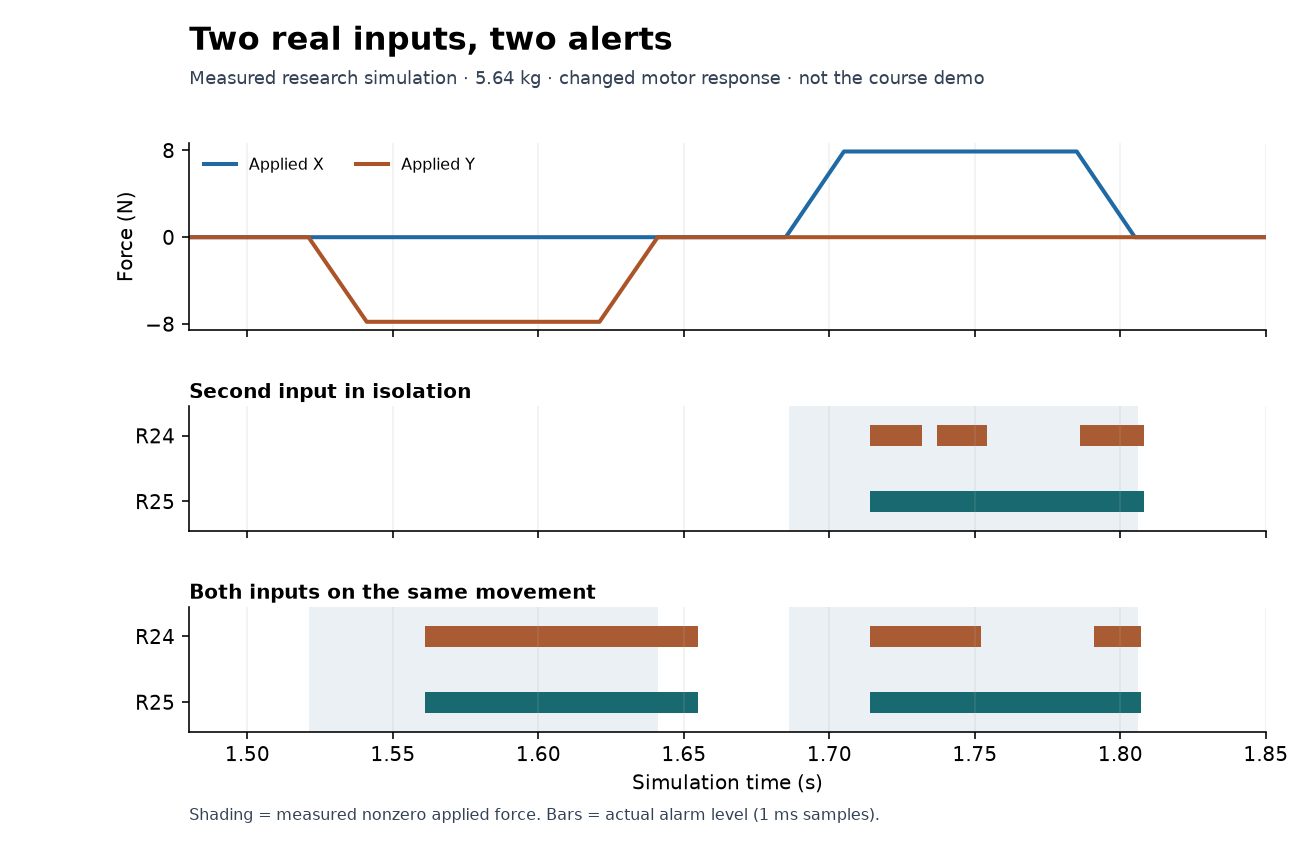 Two real inputs, two alerts
Measured research simulation · 5.64 kg · changed motor response · not the course demo
Applied X
Applied Y
8
0
−8
Force (N)
Second input in isolation
R24
R25
Both inputs on the same movement
R24
R25
1.50 1.55 1.60 1.65 1.70 1.75 1.80 1.85
Simulation time (s)
Shading = measured nonzero applied force. Bars = actual alarm level (1 ms samples).